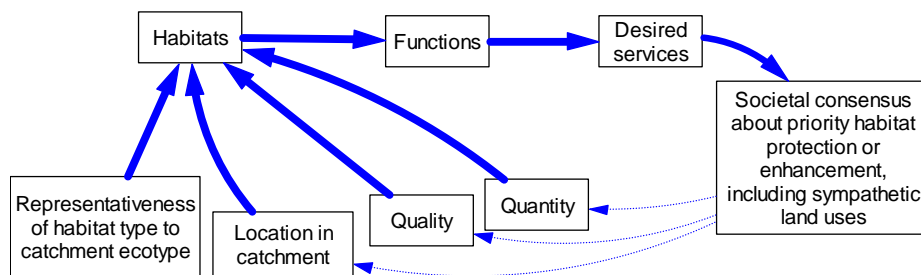 Habitats
Functions
Desired
services
Societal consensus
about priority habitat
protection or
enhancement,
including sympathetic
land uses
Representativeness
of habitat type to
catchment ecotype
Location in
catchment
Quality
Quantity